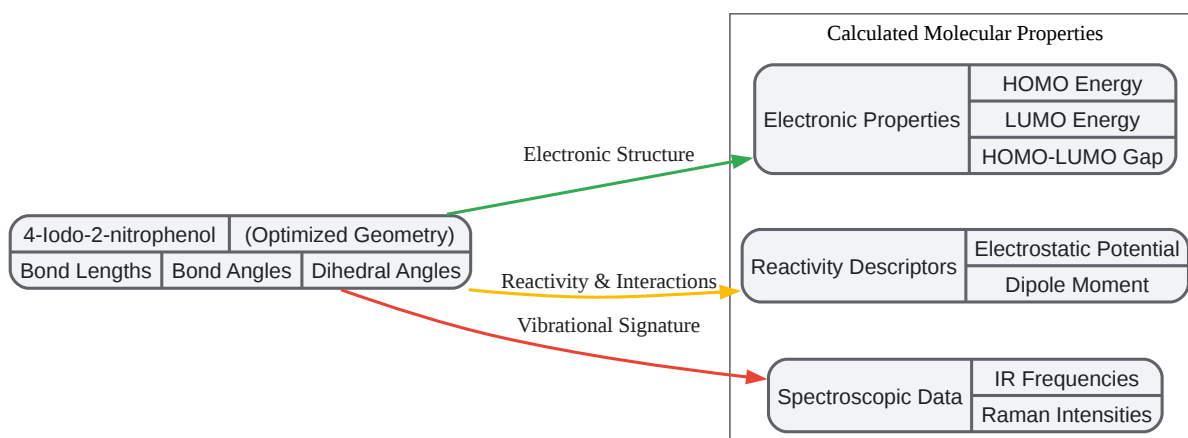 Calculated Molecular Properties
Electronic Properties
HOMO Energy
LUMO Energy
HOMO-LUMO Gap
Electronic Structure
4-Iodo-2-nitrophenol
(Optimized Geometry)
Bond Lengths
Bond Angles
Dihedral Angles
Reactivity & Interactions
Reactivity Descriptors
Electrostatic Potential
Dipole Moment
Vibrational Signature
Spectroscopic Data
IR Frequencies
Raman Intensities